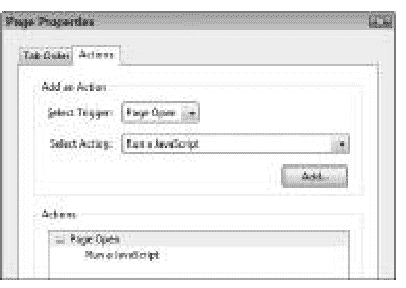 Page Properties
Tab Order Actions
Add an Action
Select Trigger: Page Open
Select Action: Run a JavaScript
Add...
Actions
Page Open
Run a JavaScript